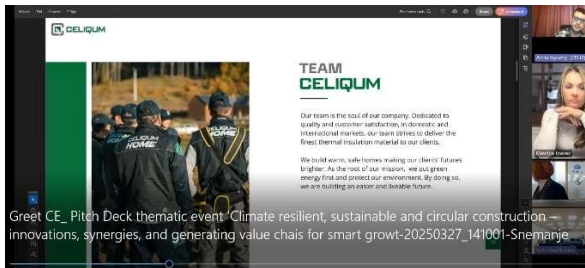 CELIQUM
TEAM
CELIQUM
Our team is the soul of our company. Dedicated to
quality and customer satisfaction, in domestic and
international markets, our team strives to deliver the
finest thermal insulation material to our clients.
We build warm, safe homes making our clients' futures
brighter. As the root of our mission, we put green
energy first and protect our environment. By doing so,
we are building an easier and liveable future.
CELIQUM
HOME
CELIQUM
HOME
Greet CE_ Pitch Deck thematic event 'Climate resilient, sustainable and circular construction –
innovations, synergies, and generating value chais for smart growt-20250327_141001-Snemanje